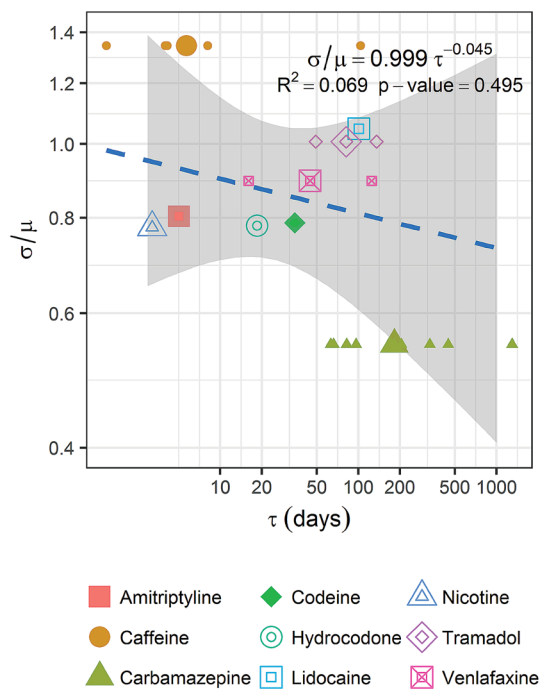 1.4
σ/μ = 0.999 τ^−0.045
R² = 0.069 p − value = 0.495
1.2
1.0
σ/μ
0.8
0.6
0.4
10 20 50 100 200 500 1000
τ (days)
Amitriptyline Codeine Nicotine
Caffeine Hydrocodone Tramadol
Carbamazepine Lidocaine Venlafaxine